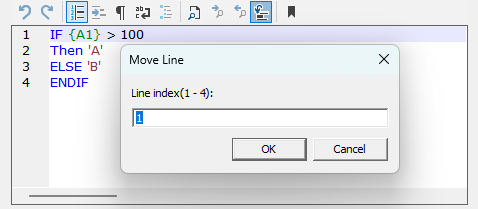 1 IF {A1} > 100
2 Then 'A'
3 ELSE 'B'
4 ENDIF
Move Line
Line index(1 - 4):
1
OK Cancel